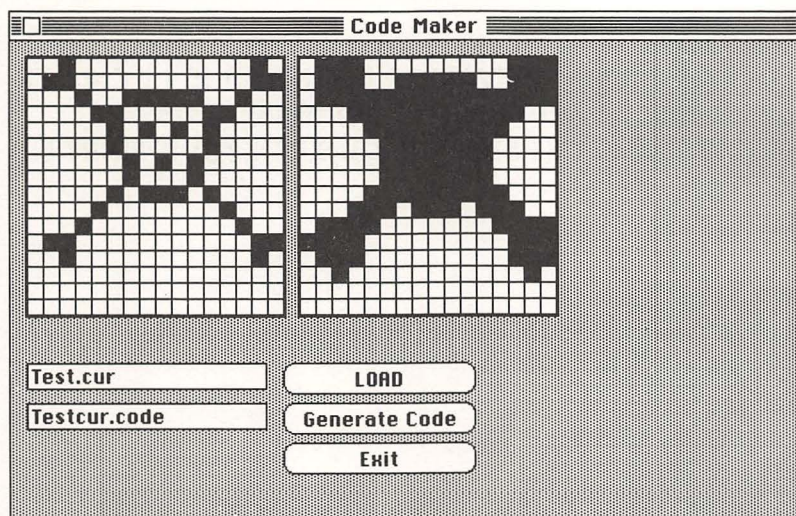 Code Maker
Test.cur
LOAD
Testcur.code
Generate Code
Exit